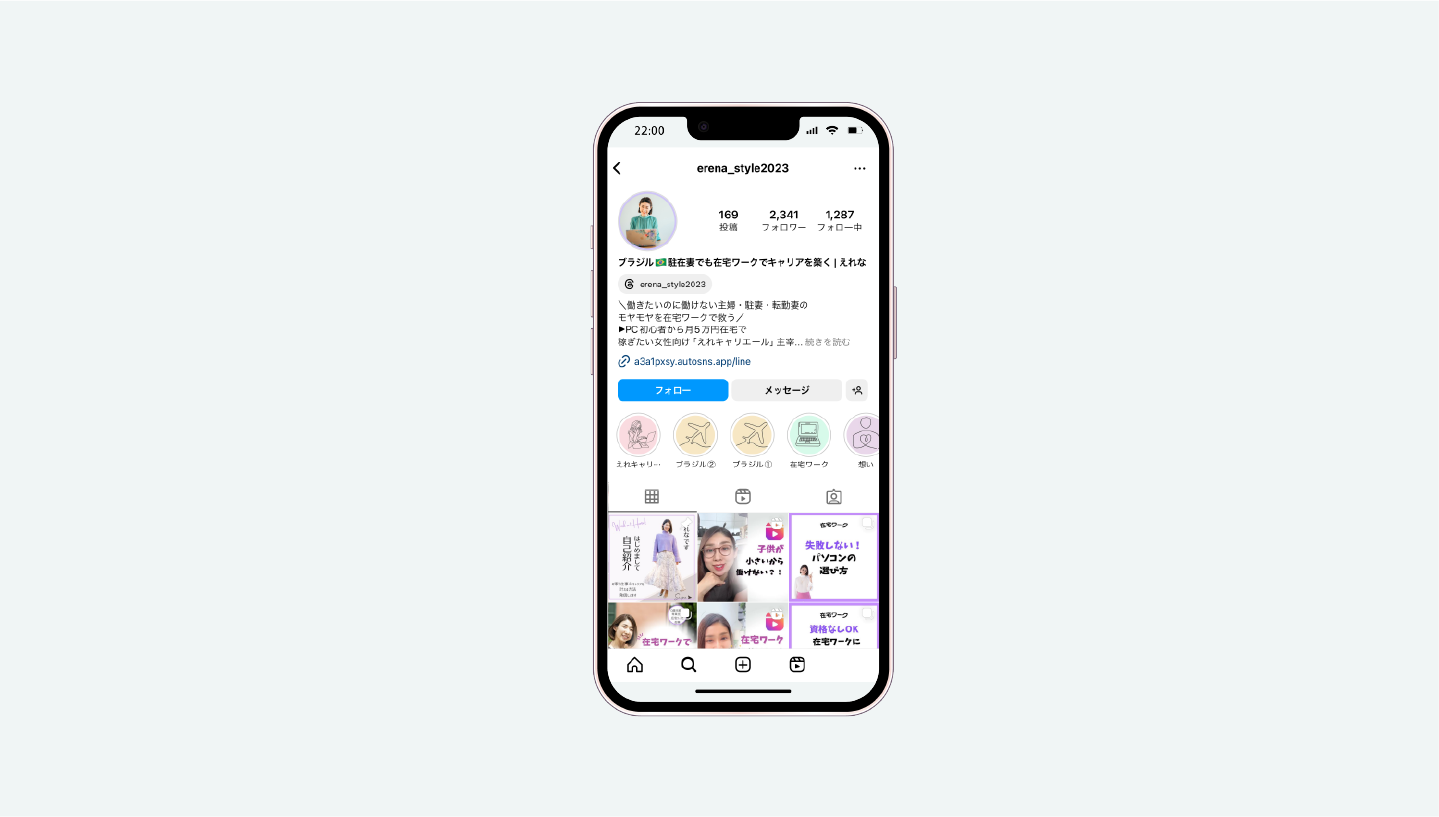 22:00
erena_style2023
169
投稿
2,341
フォロワー
1,287
フォロー中
ブラジル🇧🇷駐在妻でも在宅ワークでキャリアを築く | えれな
erena_style2023
＼働きたいのに働けない主婦・駐妻・転勤妻の
モヤモヤを在宅ワークで救う／
▶PC初心者から月5万円在宅で
稼ぎたい女性向け「えれキャリエール」主宰... 続きを読む
a3a1pxsy.autosns.app/line
フォロー
メッセージ
えれキャリ…
ブラジル②
ブラジル①
在宅ワーク
想い
れなです
はじめまして
自己紹介
子供が
小さいから
働けないって！
在宅ワーク
失敗しない！
パソコンの
選び方
在宅ワークで
在宅ワーク
在宅ワーク
資格なしOK
在宅ワークに